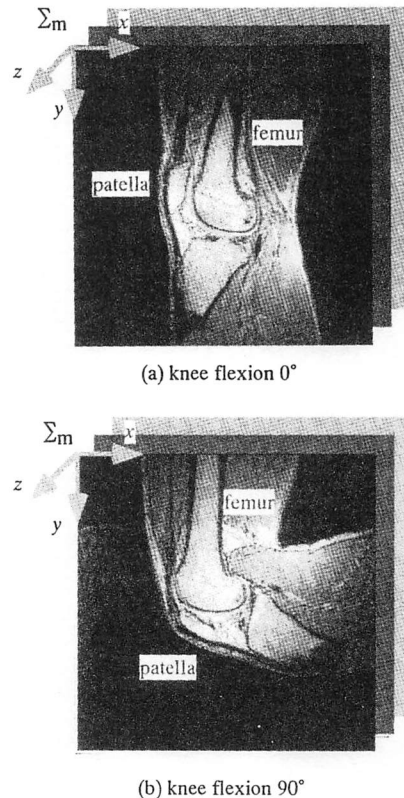 Σm
x
z
y
femur
patella
(a) knee flexion 0°
Σm
x
z
y
femur
patella
(b) knee flexion 90°